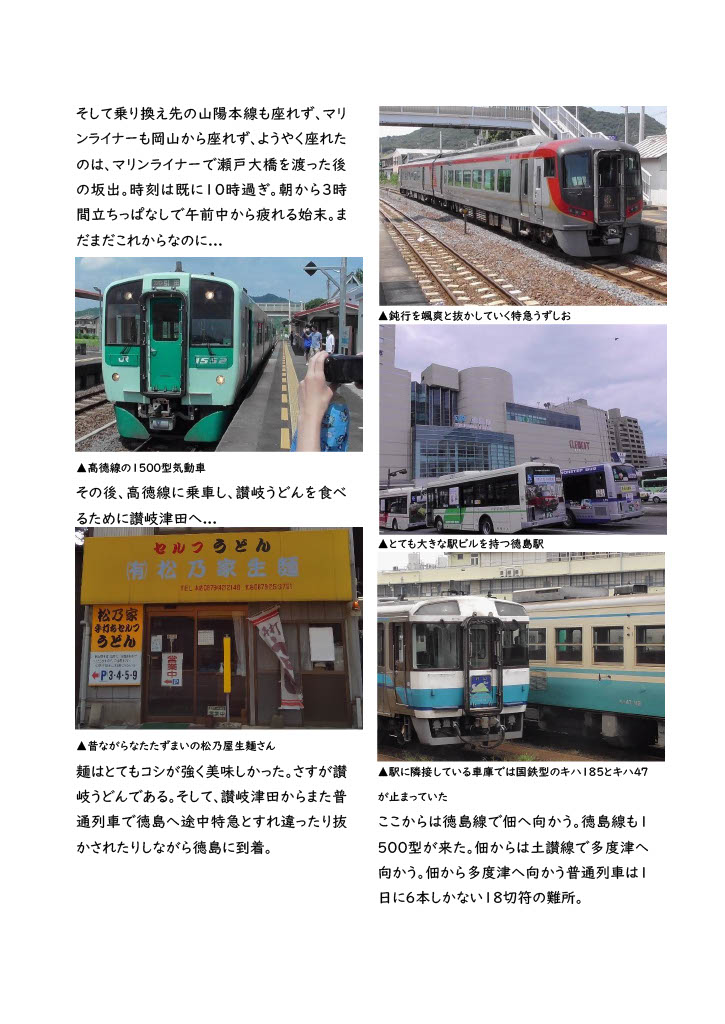 そして乗り換え先の山陽本線も座れず、マリ
ンライナーも岡山から座れず、ようやく座れた
のは、マリンライナーで瀬戸大橋を渡った後
の坂出。時刻は既に10時過ぎ。朝から3時
間立ちっぱなしで午前中から疲れる始末。ま
だまだこれからなのに…
JR
1552
▲高徳線の1500型気動車
その後、高徳線に乗車し、讃岐うどんを食べ
るために讃岐津田へ…
セルフ うどん
㈲松乃家生麺
松乃家
手打ちセルフ
うどん
営業中
←P
←P3・4・5・9
▲昔ながらなたたずまいの松乃屋生麺さん
麺はとてもコシが強く美味しかった。さすが讃
岐うどんである。そして、讃岐津田からまた普
通列車で徳島へ途中特急とすれ違ったり抜
かされたりしながら徳島に到着。
▲鈍行を颯爽と抜かしていく特急うずしお
CLEMENT
▲とても大きな駅ビルを持つ徳島駅
▲駅に隣接している車庫では国鉄型のキハ185とキハ47
が止まっていた
ここからは徳島線で佃へ向かう。徳島線も1
500型が来た。佃からは土讃線で多度津へ
向かう。佃から多度津へ向かう普通列車は1
日に6本しかない18切符の難所。